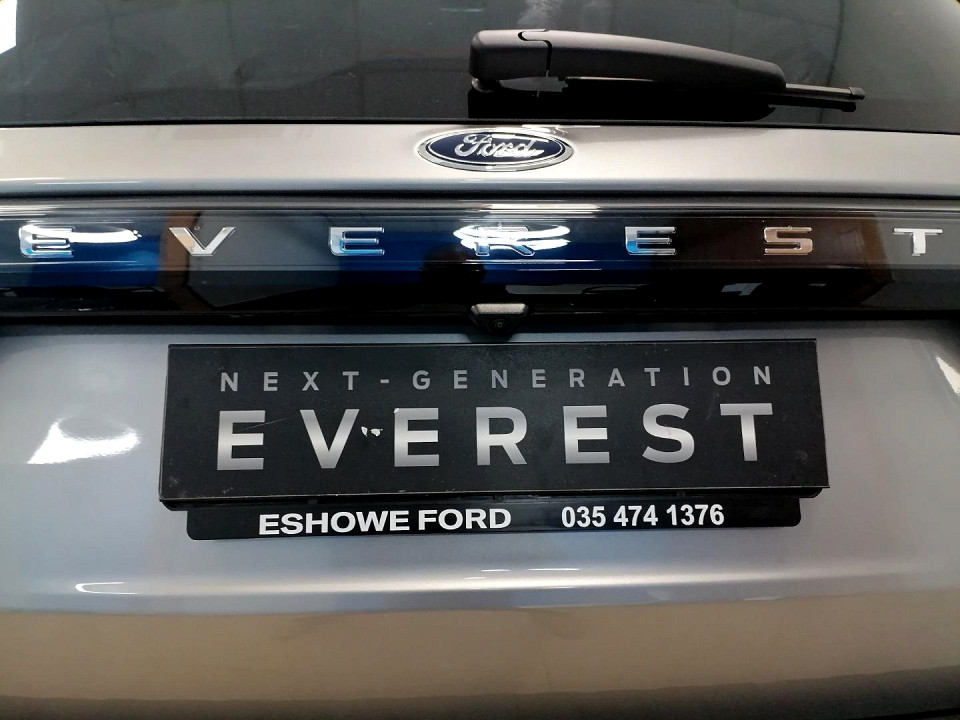 Ford
EVEREST
NEXT-GENERATION
EVEREST
ESHOWE FORD 035 474 1376